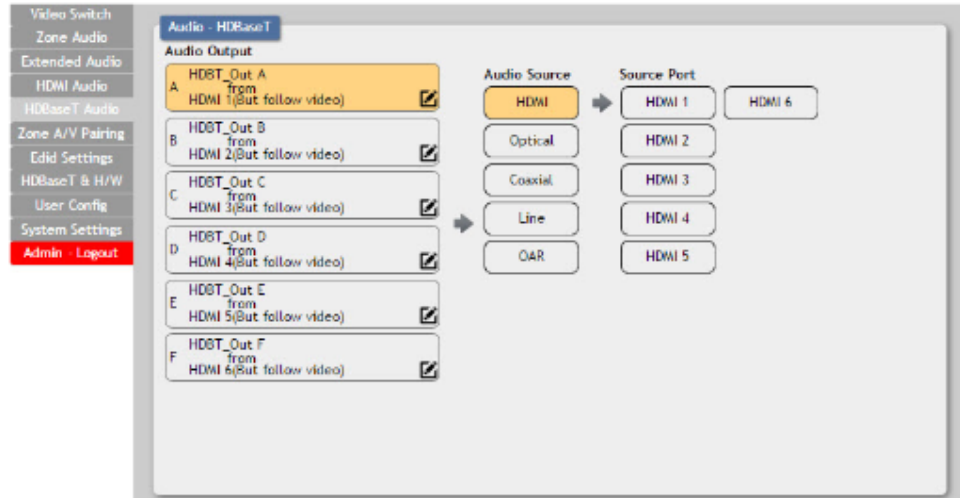 Video Switch
Zone Audio
Extended Audio
HDMI Audio
HDBaseT Audio
Zone A/V Pairing
Edid Settings
HDBaseT & H/W
User Config
System Settings
Admin - Logout
Audio - HDBaseT
Audio Output
A
HDBT_Out A
from
HDMI 1(But follow video)
B
HDBT_Out B
from
HDMI 2(But follow video)
C
HDBT_Out C
from
HDMI 3(But follow video)
D
HDBT_Out D
from
HDMI 4(But follow video)
E
HDBT_Out E
from
HDMI 5(But follow video)
F
HDBT_Out F
from
HDMI 6(But follow video)
Audio Source
HDMI
Optical
Coaxial
Line
OAR
Source Port
HDMI 1
HDMI 6
HDMI 2
HDMI 3
HDMI 4
HDMI 5